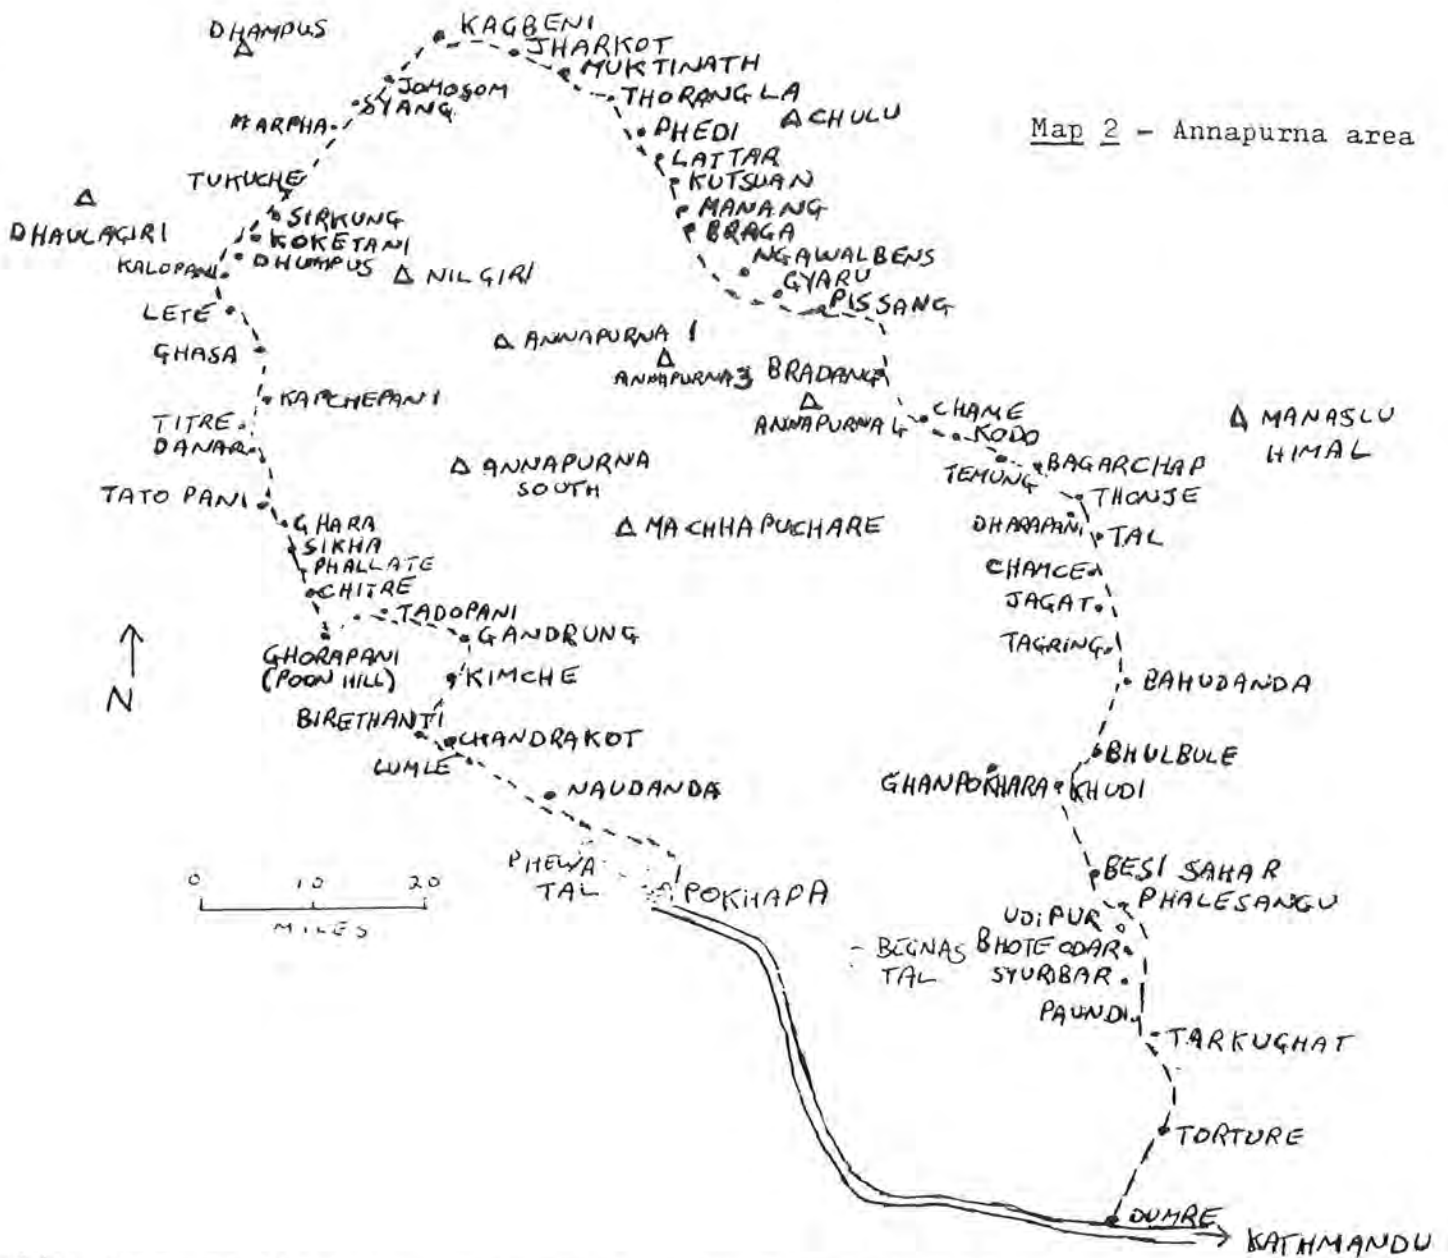 DHAMPUS
KAGBENI
JHARKOT
MUKTINATH
JOMOSOM
SYANG
THORANG LA
CHULU
MARPHA
PHEDI
Map 2 - Annapurna area
LATTAR
TUKUCHE
KUTSUAN
MANANG
SIRKUNG
BRAGA
DHAULAGIRI
KOKETANI
NGAWALBENS
DHUMPUS
KALOPANI
NILGIRI
GYARU
PISSANG
LETE
ANNAPURNA 1
GHASA
ANNAPURNA 3
BRADANG
KAPCHEPANI
CHAME
MANASLU
HIMAL
TITRE
ANNAPURNA 4
KODO
DANAR
BAGARCHAP
TEMUNG
ANNAPURNA
SOUTH
TATO PANI
THONJE
GHARA
DHARAPANI
MACHHAPUCHARE
TAL
SIKHA
PHALLATE
CHAMCE
CHITRE
JAGAT
TADOPANI
GANDRUNG
TAGRING
GHORAPANI
(POON HILL)
N
KIMCHE
BAHUDANDA
BIRETHANTI
CHANDRAKOT
BHULBULE
LUMLE
GHANPOKHARA
KHUDI
NAUDANDA
PHEWA
TAL
BESI SAHAR
0 10 20
MILES
POKHAPA
PHALESANGU
UDIPUR
BEGNAS
TAL
BHOTE ODAR
SYURIBAR
PAUNDI
TARKUGHAT
TORTURE
DUMRE
KATHMANDU